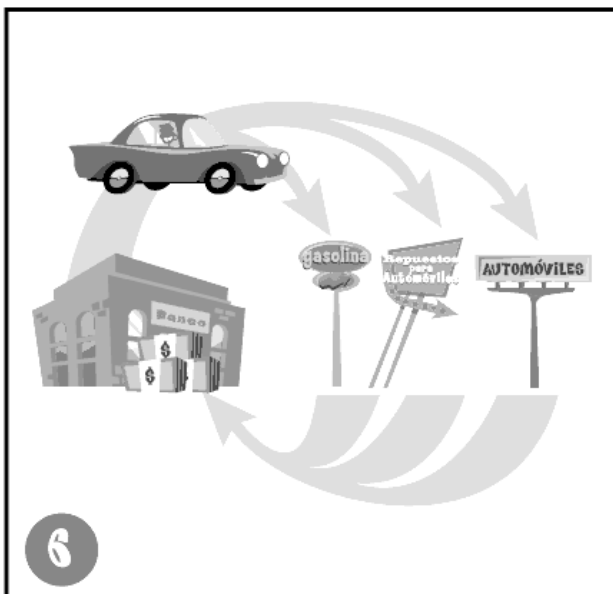 gasolina
Repuestos
para
Automóviles
AUTOMÓVILES
Banco
$
$
6